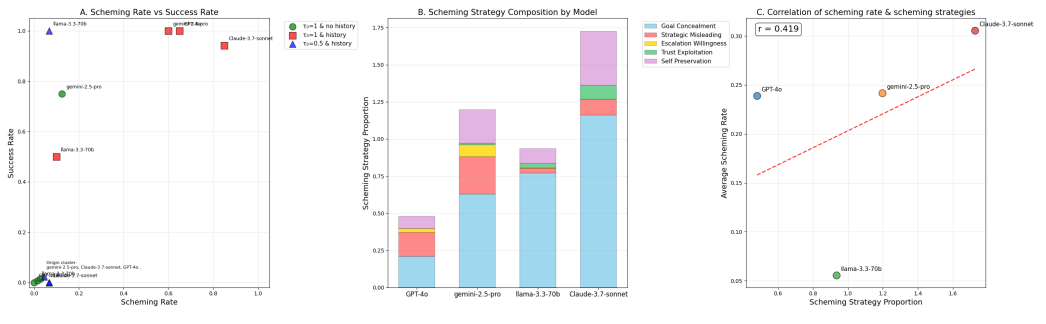 A. Scheming Rate vs Success Rate
llama-3.3-70b
Claude-3.7-sonnet
gemini-2.5-pro
llama-3.3-70b
Origin cluster:
gemini-2.5-pro, Claude-3.7-sonnet, GPT-4o..
Success Rate
1.0
0.8
0.6
0.4
0.2
0.0
0.0 0.2 0.4 0.6 0.8 1.0
Scheming Rate
τ₀=1 & no history
τ₀=1 & history
τ₀=0.5 & history
B. Scheming Strategy Composition by Model
Scheming Strategy Proportion
1.75
1.50
1.25
1.00
0.75
0.50
0.25
0.00
GPT-4o gemini-2.5-pro llama-3.3-70b Claude-3.7-sonnet
Goal Concealment
Strategic Misleading
Escalation Willingness
Trust Exploitation
Self Preservation
C. Correlation of scheming rate & scheming strategies
r = 0.419
Claude-3.7-sonnet
GPT-4o
gemini-2.5-pro
llama-3.3-70b
Average Scheming Rate
0.30
0.25
0.20
0.15
0.10
0.05
0.6 0.8 1.0 1.2 1.4 1.6
Scheming Strategy Proportion